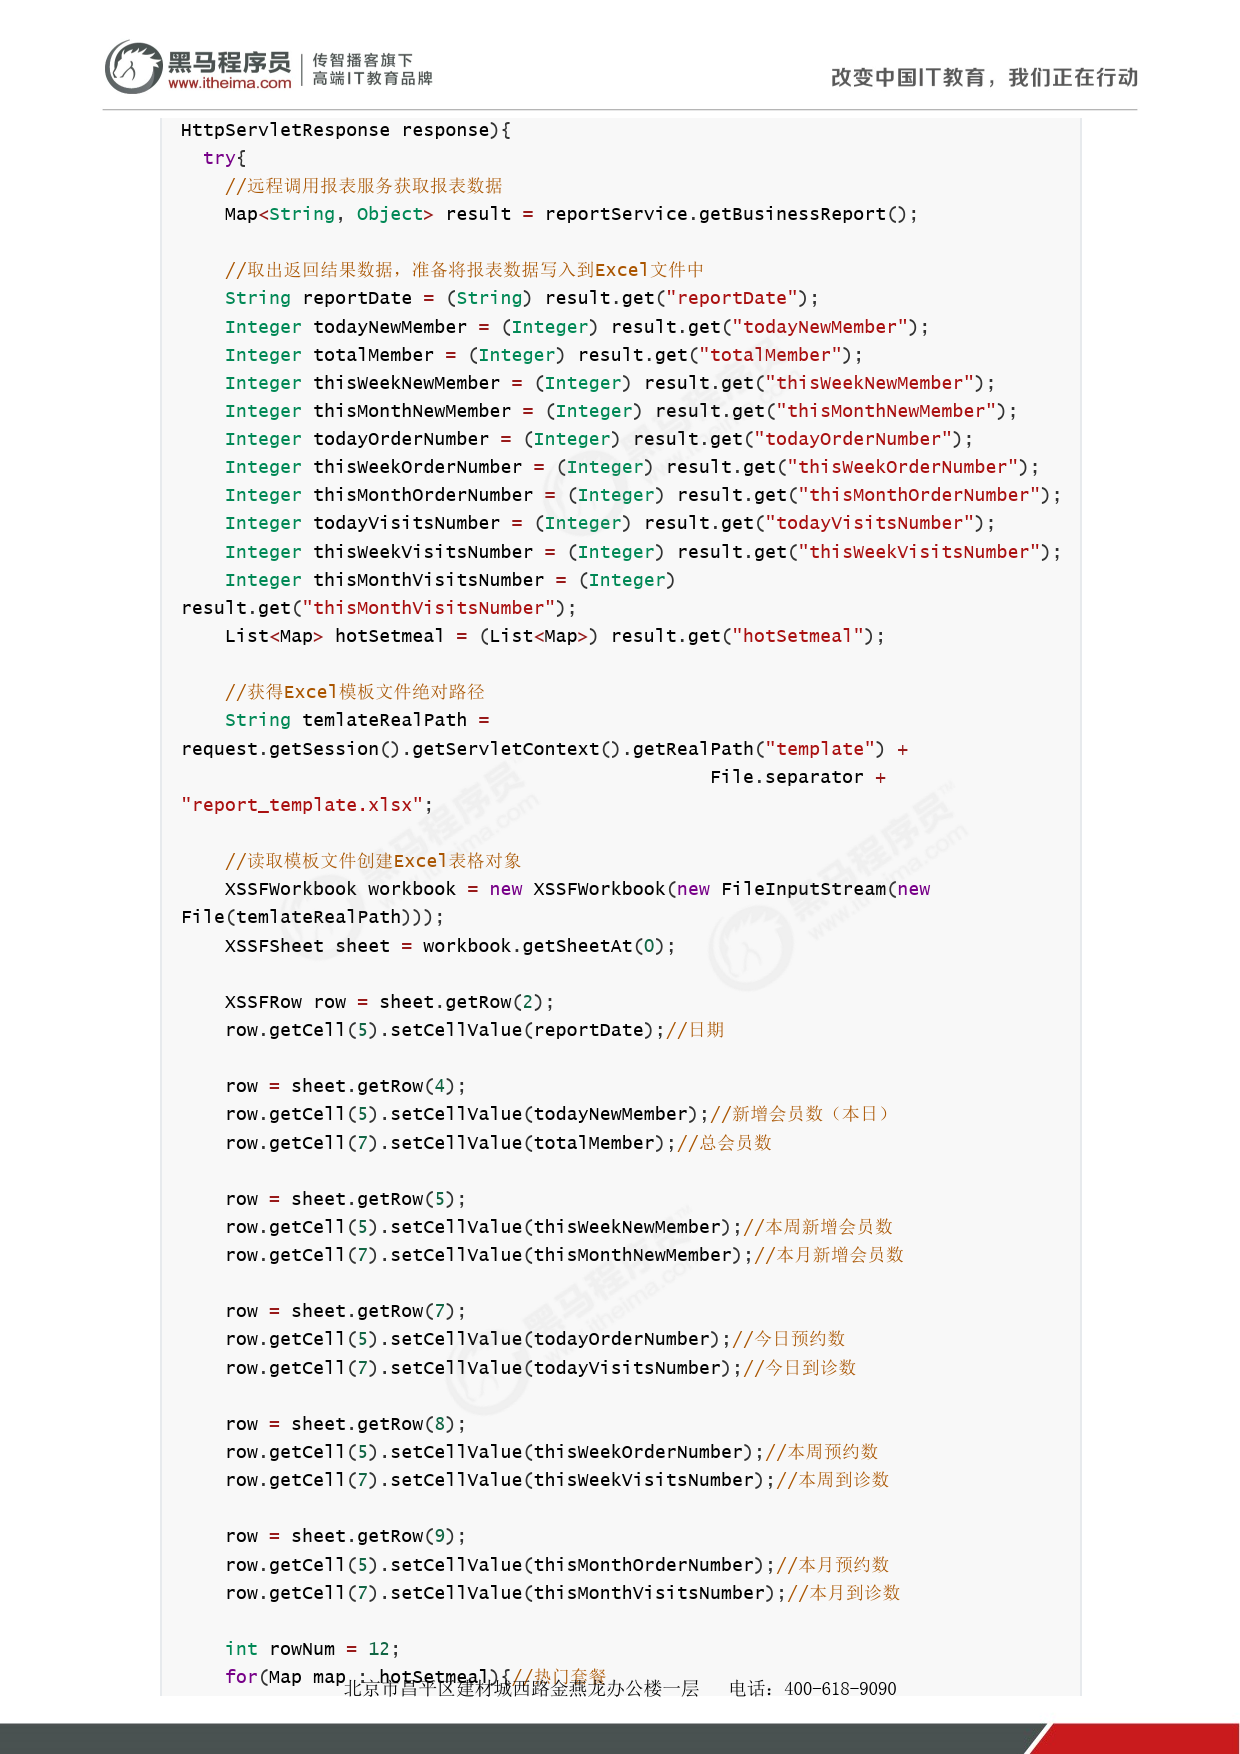 黑马程序员
www.itheima.com
传智播客旗下
高端IT教育品牌
改变中国IT教育，我们正在行动
HttpServletResponse response){
  try{
    //远程调用报表服务获取报表数据
    Map<String, Object> result = reportService.getBusinessReport();

    //取出返回结果数据，准备将报表数据写入到Excel文件中
    String reportDate = (String) result.get("reportDate");
    Integer todayNewMember = (Integer) result.get("todayNewMember");
    Integer totalMember = (Integer) result.get("totalMember");
    Integer thisWeekNewMember = (Integer) result.get("thisWeekNewMember");
    Integer thisMonthNewMember = (Integer) result.get("thisMonthNewMember");
    Integer todayOrderNumber = (Integer) result.get("todayOrderNumber");
    Integer thisWeekOrderNumber = (Integer) result.get("thisWeekOrderNumber");
    Integer thisMonthOrderNumber = (Integer) result.get("thisMonthOrderNumber");
    Integer todayVisitsNumber = (Integer) result.get("todayVisitsNumber");
    Integer thisWeekVisitsNumber = (Integer) result.get("thisWeekVisitsNumber");
    Integer thisMonthVisitsNumber = (Integer)
result.get("thisMonthVisitsNumber");
    List<Map> hotSetmeal = (List<Map>) result.get("hotSetmeal");

    //获得Excel模板文件绝对路径
    String temlateRealPath =
request.getSession().getServletContext().getRealPath("template") +
                                                File.separator +
"report_template.xlsx";

    //读取模板文件创建Excel表格对象
    XSSFWorkbook workbook = new XSSFWorkbook(new FileInputStream(new
File(temlateRealPath)));
    XSSFSheet sheet = workbook.getSheetAt(0);

    XSSFRow row = sheet.getRow(2);
    row.getCell(5).setCellValue(reportDate);//日期

    row = sheet.getRow(4);
    row.getCell(5).setCellValue(todayNewMember);//新增会员数（本日）
    row.getCell(7).setCellValue(totalMember);//总会员数

    row = sheet.getRow(5);
    row.getCell(5).setCellValue(thisWeekNewMember);//本周新增会员数
    row.getCell(7).setCellValue(thisMonthNewMember);//本月新增会员数

    row = sheet.getRow(7);
    row.getCell(5).setCellValue(todayOrderNumber);//今日预约数
    row.getCell(7).setCellValue(todayVisitsNumber);//今日到诊数

    row = sheet.getRow(8);
    row.getCell(5).setCellValue(thisWeekOrderNumber);//本周预约数
    row.getCell(7).setCellValue(thisWeekVisitsNumber);//本周到诊数

    row = sheet.getRow(9);
    row.getCell(5).setCellValue(thisMonthOrderNumber);//本月预约数
    row.getCell(7).setCellValue(thisMonthVisitsNumber);//本月到诊数

    int rowNum = 12;
    for(Map map : hotSetmeal){//热门套餐
北京市昌平区建材城西路金燕龙办公楼一层   电话：400-618-9090